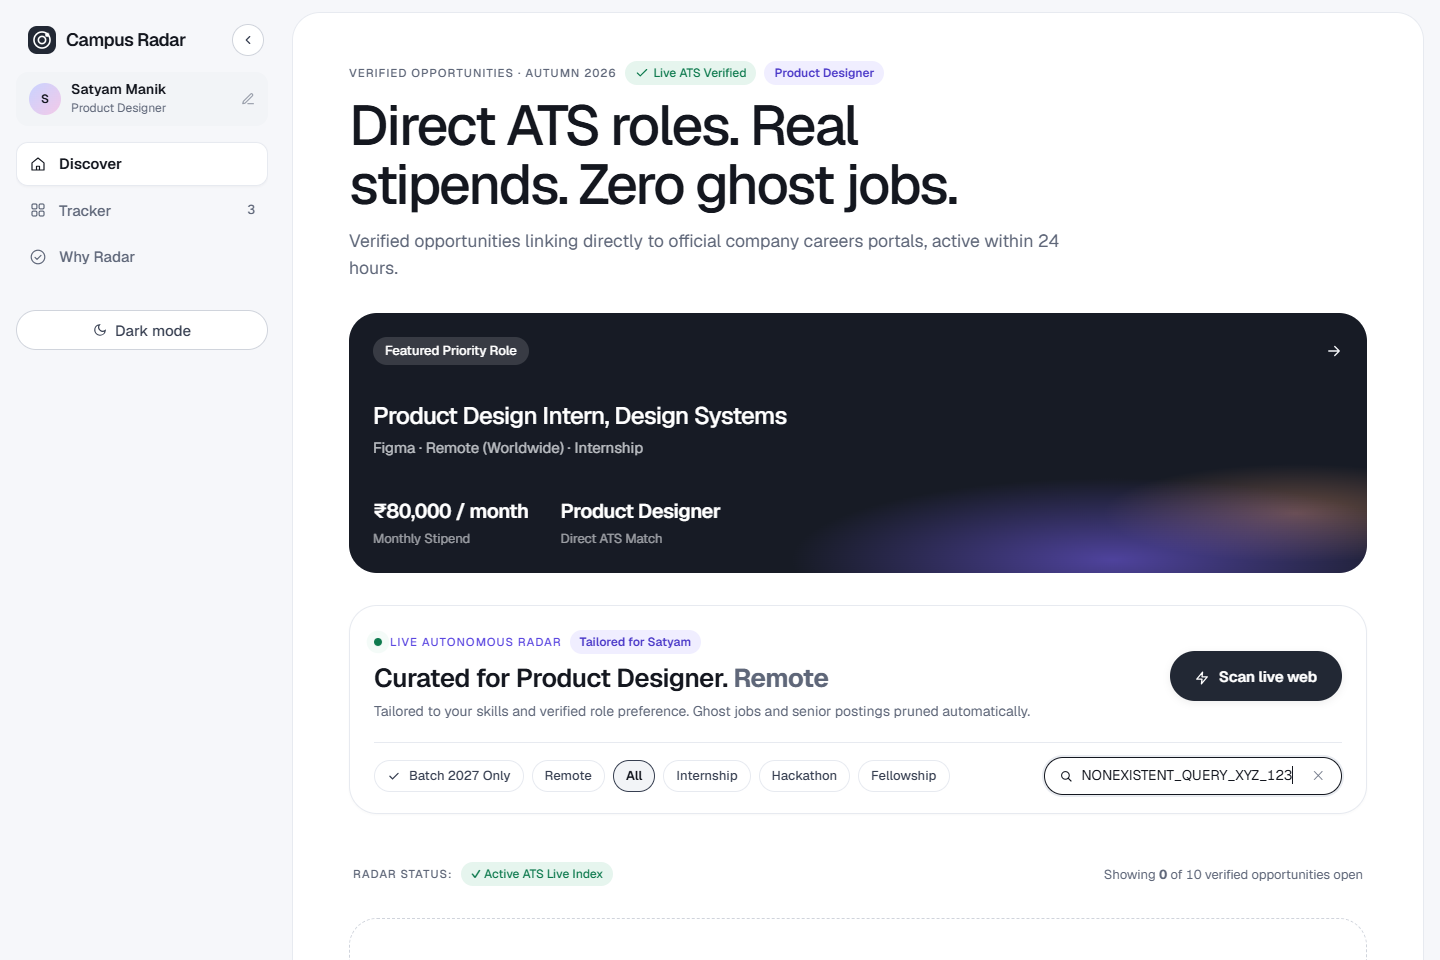 Campus Radar
S
Satyam Manik
Product Designer
Discover
Tracker
3
Why Radar
Dark mode
VERIFIED OPPORTUNITIES · AUTUMN 2026
Live ATS Verified
Product Designer
Direct ATS roles. Real
stipends. Zero ghost jobs.
Verified opportunities linking directly to official company careers portals, active within 24
hours.
Featured Priority Role
Product Design Intern, Design Systems
Figma · Remote (Worldwide) · Internship
₹80,000 / month
Product Designer
Monthly Stipend
Direct ATS Match
LIVE AUTONOMOUS RADAR
Tailored for Satyam
Curated for Product Designer. Remote
Scan live web
Tailored to your skills and verified role preference. Ghost jobs and senior postings pruned automatically.
Batch 2027 Only
Remote
All
Internship
Hackathon
Fellowship
NONEXISTENT_QUERY_XYZ_123
RADAR STATUS:
✓ Active ATS Live Index
Showing 0 of 10 verified opportunities open